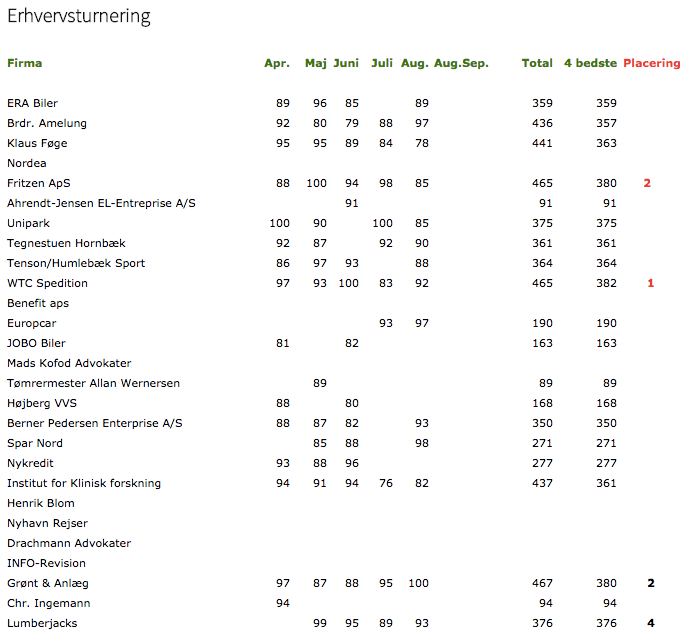 Erhvervsturnering
Firma Apr. Maj Juni Juli Aug. Aug.Sep. Total 4 bedste Placering
ERA Biler 89 96 85 89 359 359
Brdr. Amelung 92 80 79 88 97 436 357
Klaus Føge 95 95 89 84 78 441 363
Nordea
Fritzen ApS 88 100 94 98 85 465 380 2
Ahrendt-Jensen EL-Entreprise A/S 91 91 91
Unipark 100 90 100 85 375 375
Tegnestuen Hornbæk 92 87 92 90 361 361
Tenson/Humlebæk Sport 86 97 93 88 364 364
WTC Spedition 97 93 100 83 92 465 382 1
Benefit aps
Europcar 93 97 190 190
JOBO Biler 81 82 163 163
Mads Kofod Advokater
Tømrermester Allan Wernersen 89 89 89
Højberg VVS 88 80 168 168
Berner Pedersen Enterprise A/S 88 87 82 93 350 350
Spar Nord 85 88 98 271 271
Nykredit 93 88 96 277 277
Institut for Klinisk forskning 94 91 94 76 82 437 361
Henrik Blom
Nyhavn Rejser
Drachmann Advokater
INFO-Revision
Grønt & Anlæg 97 87 88 95 100 467 380 2
Chr. Ingemann 94 94 94
Lumberjacks 99 95 89 93 376 376 4